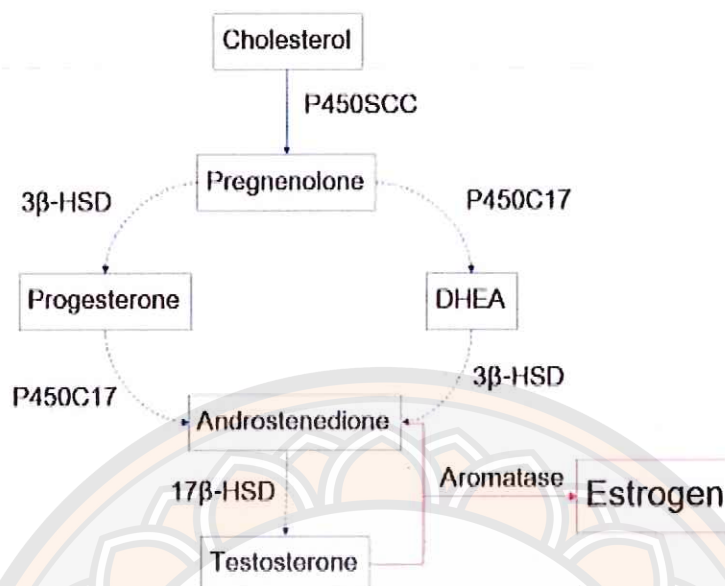 Cholesterol
P450SCC
Pregnenolone
3β-HSD
P450C17
Progesterone
DHEA
P450C17
3β-HSD
Androstenedione
17β-HSD
Aromatase
Estrogen
Testosterone